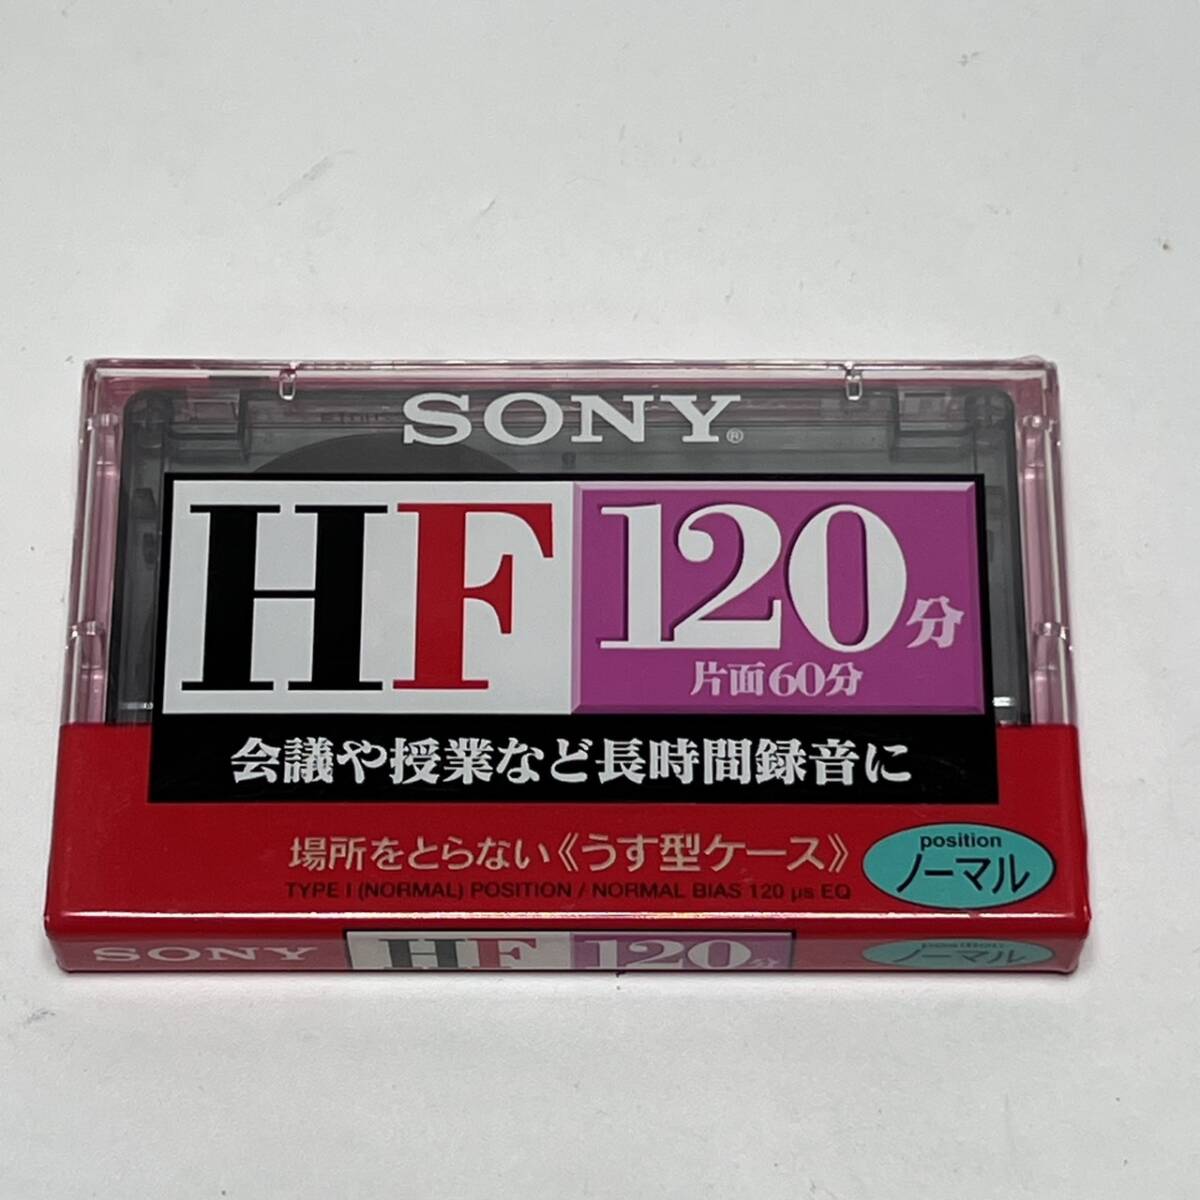 SONY®
HF 120分
片面60分
会議や授業など長時間録音に
場所をとらない《うす型ケース》
TYPE I (NORMAL) POSITION / NORMAL BIAS 120 μs EQ
position
ノーマル
SONY HF 120分
position
ノーマル